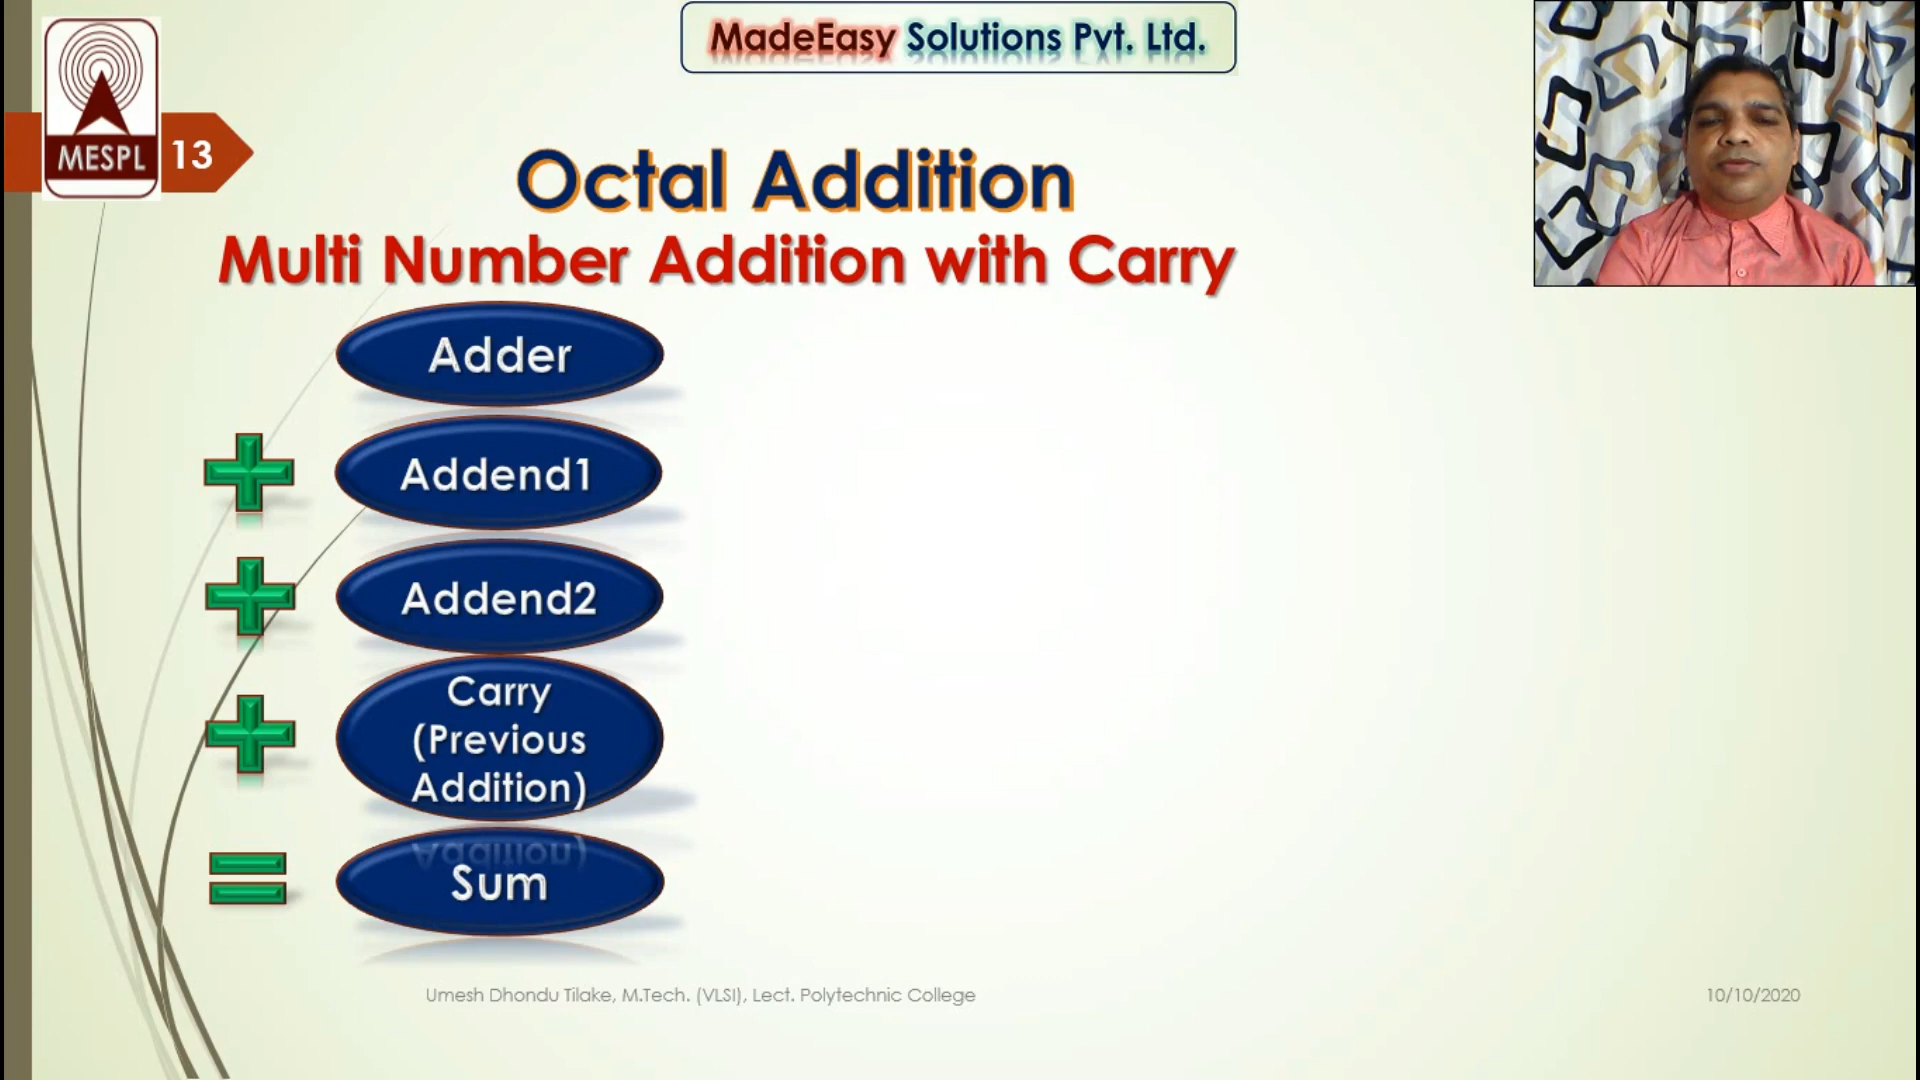 MadeEasy Solutions Pvt. Ltd.
MESPL
13
Octal Addition
Multi Number Addition with Carry
Adder
Addend1
Addend2
Carry
(Previous
Addition)
Sum
Umesh Dhondu Tilake, M.Tech. (VLSI), Lect. Polytechnic College
10/10/2020